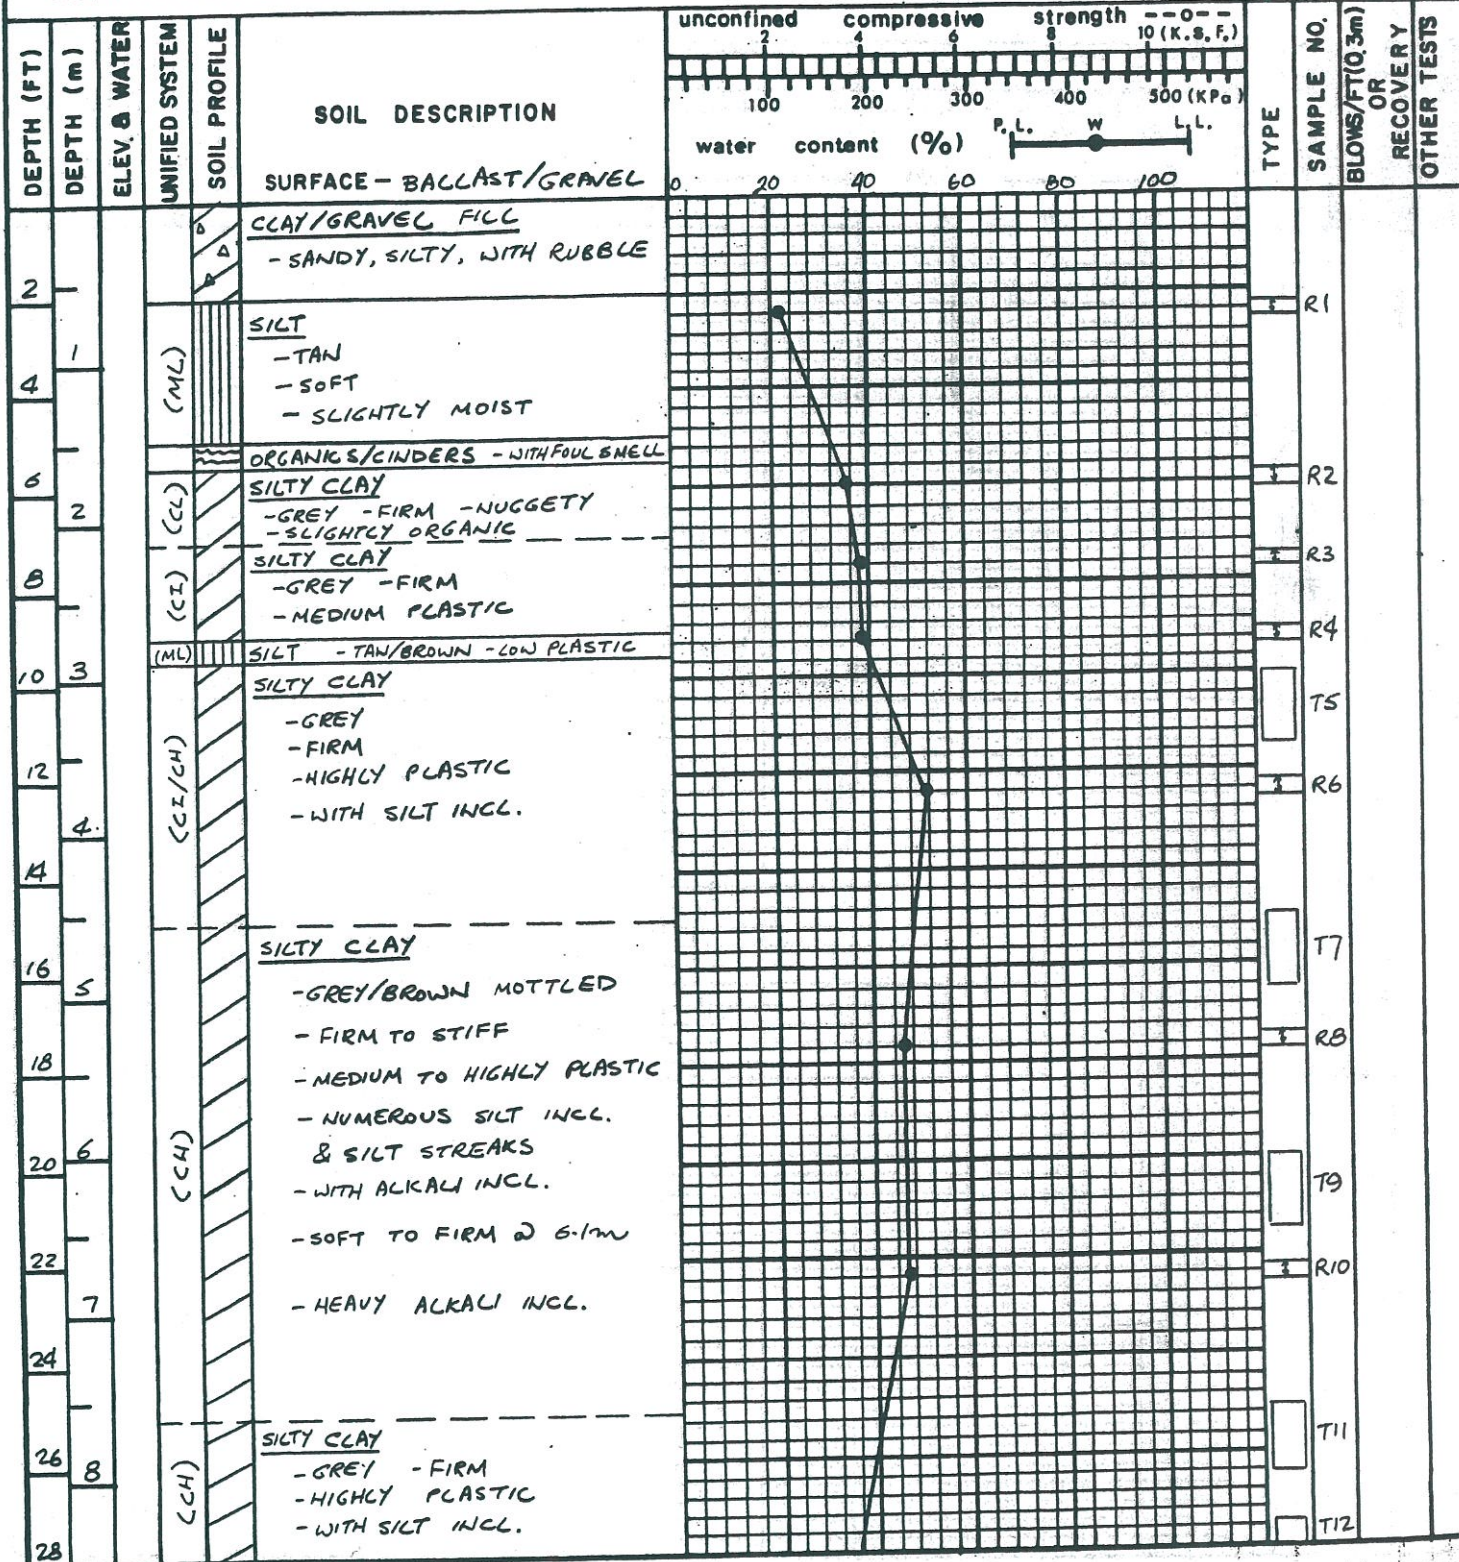 DEPTH (FT)
DEPTH (m)
ELEV. & WATER
UNIFIED SYSTEM
SOIL PROFILE
SOIL DESCRIPTION
SURFACE - BALLAST/GRAVEL
unconfined compressive strength --o--
2 4 6 8 10 (K.S.F.)
100 200 300 400 500 (KPa)
water content (%) P.L. W L.L.
0 20 40 60 80 100
TYPE
SAMPLE NO.
BLOWS/FT(0.3m)
OR
RECOVERY
OTHER TESTS
CLAY/GRAVEL FILL
- SANDY, SILTY, WITH RUBBLE
2
R1
(ML)
SILT
- TAN
1
- SOFT
4
- SLIGHTLY MOIST
ORGANICS/CINDERS - WITH FOUL SMELL
6
R2
(CL)
SILTY CLAY
- GREY - FIRM - NUGGETY
2
- SLIGHTLY ORGANIC
R3
(CI)
SILTY CLAY
8
- GREY - FIRM
- MEDIUM PLASTIC
R4
(ML)
SILT - TAN/BROWN - LOW PLASTIC
10
3
(CI/CH)
SILTY CLAY
T5
- GREY
- FIRM
12
- HIGHLY PLASTIC
R6
- WITH SILT INCL.
4.
14
(CH)
SILTY CLAY
T7
16
5
- GREY/BROWN MOTTLED
- FIRM TO STIFF
R8
18
- MEDIUM TO HIGHLY PLASTIC
- NUMEROUS SILT INCL.
& SILT STREAKS
20
6
- WITH ALKALI INCL.
T9
- SOFT TO FIRM @ 6.1m
22
R10
7
- HEAVY ALKALI INCL.
24
(CH)
SILTY CLAY
T11
26
8
- GREY - FIRM
- HIGHLY PLASTIC
- WITH SILT INCL.
T12
28